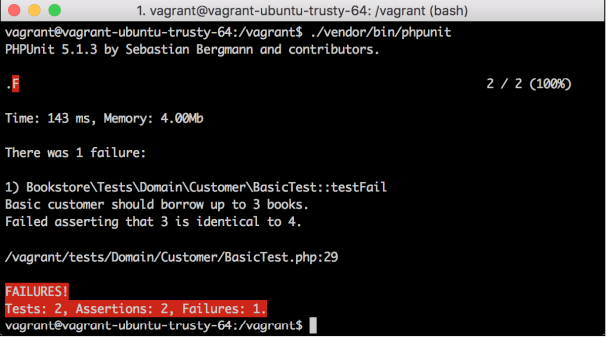 1. vagrant@vagrant-ubuntu-trusty-64: /vagrant (bash)
vagrant@vagrant-ubuntu-trusty-64:/vagrant$ ./vendor/bin/phpunit
PHPUnit 5.1.3 by Sebastian Bergmann and contributors.
.F 2 / 2 (100%)
Time: 143 ms, Memory: 4.00Mb
There was 1 failure:
1) Bookstore\Tests\Domain\Customer\BasicTest::testFail
Basic customer should borrow up to 3 books.
Failed asserting that 3 is identical to 4.
/vagrant/tests/Domain/Customer/BasicTest.php:29
FAILURES!
Tests: 2, Assertions: 2, Failures: 1.
vagrant@vagrant-ubuntu-trusty-64:/vagrant$